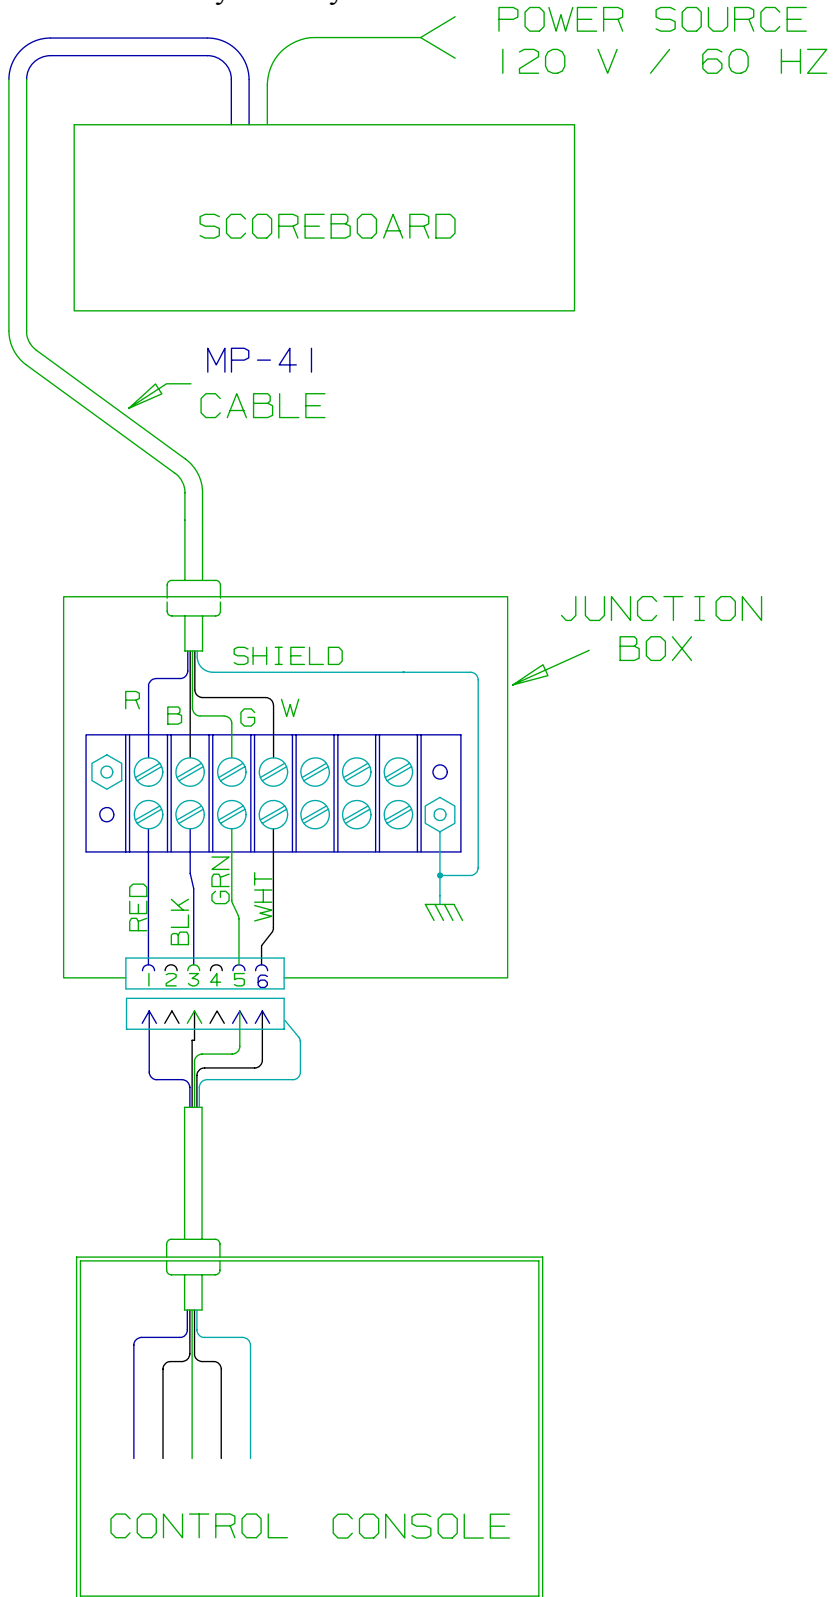 POWER SOURCE
120 V / 60 HZ
SCOREBOARD
MP-41
CABLE
JUNCTION
BOX
SHIELD
R
B
G
W
RED
BLK
GRN
WHT
1 2 3 4 5 6
CONTROL CONSOLE